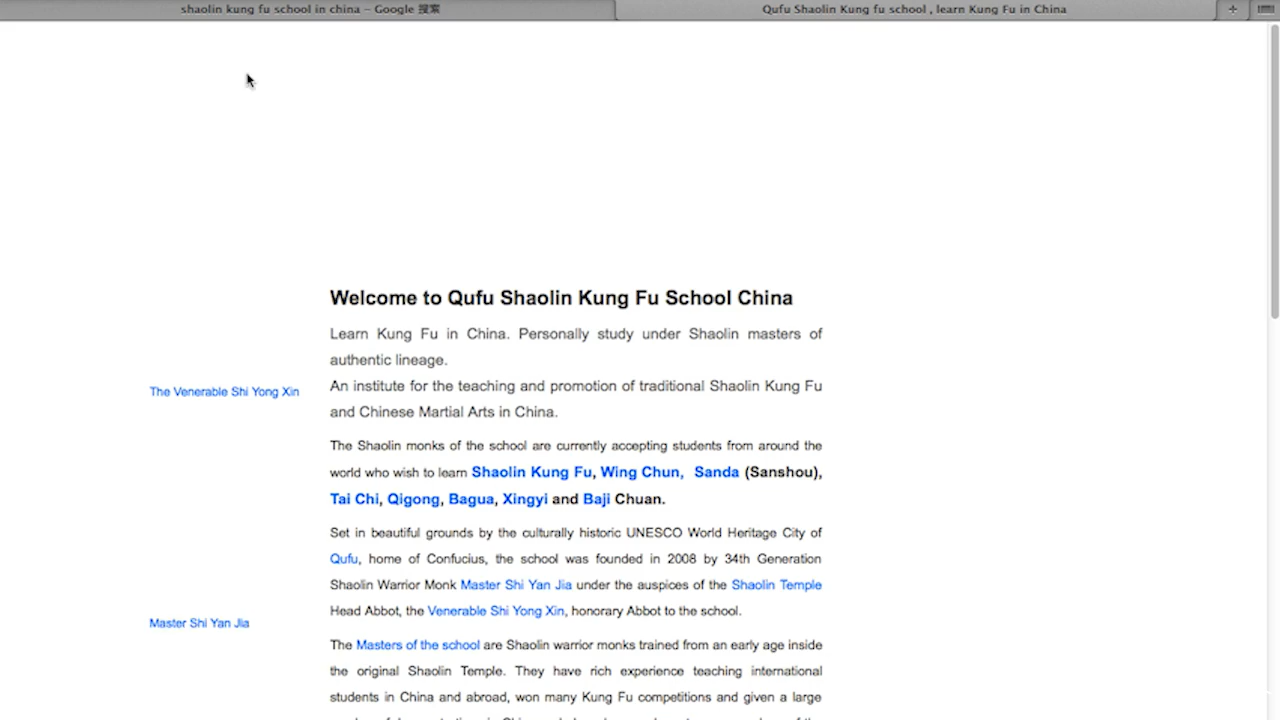 shaolin kung fu school in china – Google 搜索
Qufu Shaolin Kung fu school , learn Kung Fu in China
Welcome to Qufu Shaolin Kung Fu School China
Learn Kung Fu in China. Personally study under Shaolin masters of
authentic lineage.
The Venerable Shi Yong Xin
An institute for the teaching and promotion of traditional Shaolin Kung Fu
and Chinese Martial Arts in China.
The Shaolin monks of the school are currently accepting students from around the
world who wish to learn Shaolin Kung Fu, Wing Chun, Sanda (Sanshou),
Tai Chi, Qigong, Bagua, Xingyi and Baji Chuan.
Set in beautiful grounds by the culturally historic UNESCO World Heritage City of
Qufu, home of Confucius, the school was founded in 2008 by 34th Generation
Shaolin Warrior Monk Master Shi Yan Jia under the auspices of the Shaolin Temple
Head Abbot, the Venerable Shi Yong Xin, honorary Abbot to the school.
Master Shi Yan Jia
The Masters of the school are Shaolin warrior monks trained from an early age inside
the original Shaolin Temple. They have rich experience teaching international
students in China and abroad, won many Kung Fu competitions and given a large